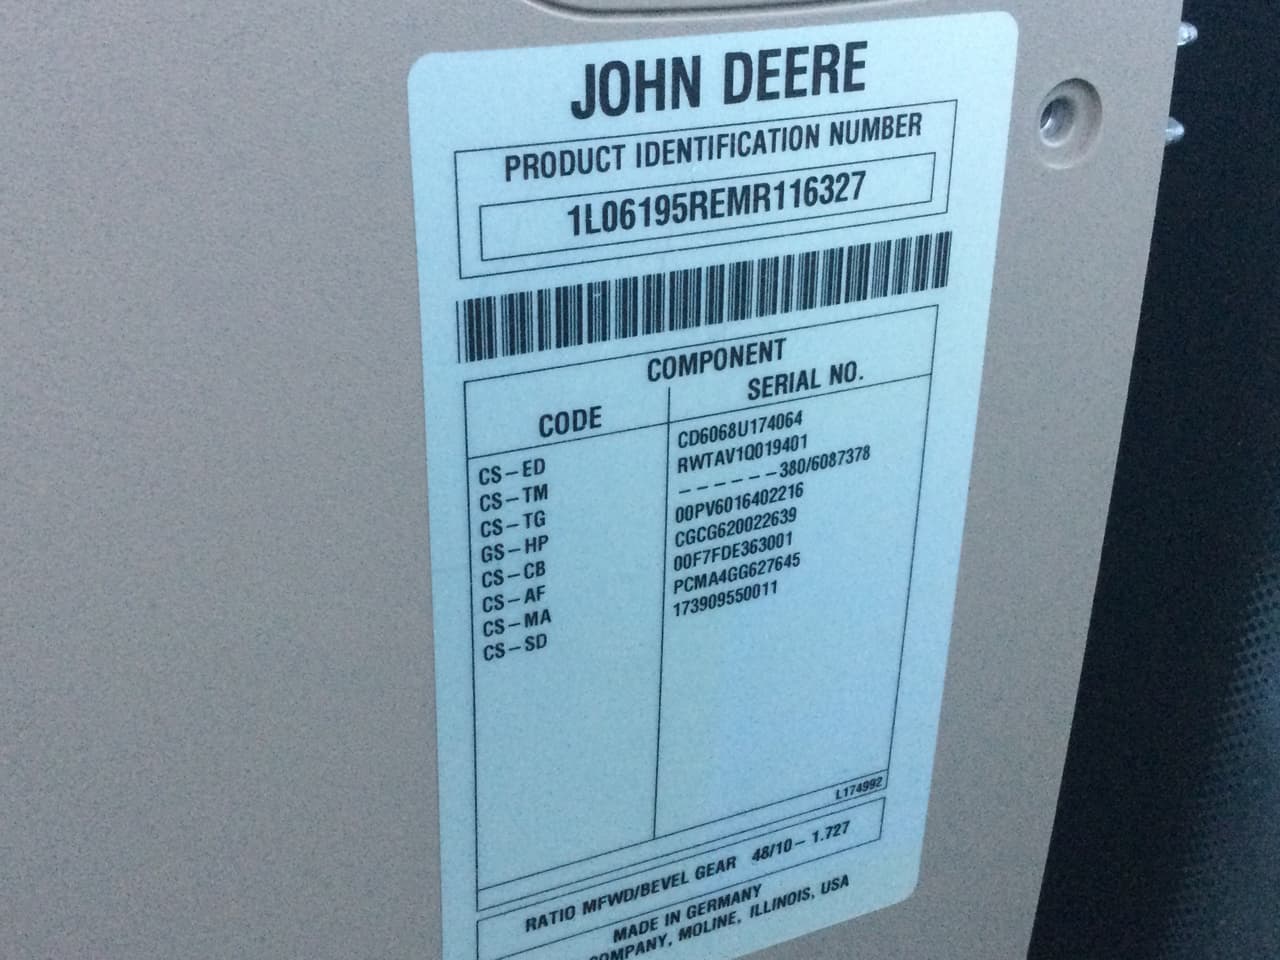 JOHN DEERE
PRODUCT IDENTIFICATION NUMBER
1L06195REMR116327
COMPONENT
CODE SERIAL NO.
CS-ED CD6068U174064
CS-TM RWTAV1Q019401
CS-TG ------380/6087378
GS-HP 00PV6016402216
CS-CB CGCG620022639
CS-AF 00F7FDE363001
CS-MA PCMA4GG627645
CS-SD 173909550011
L174992
RATIO MFWD/BEVEL GEAR 48/10- 1.727
MADE IN GERMANY
MOLINE, ILLINOIS, USA